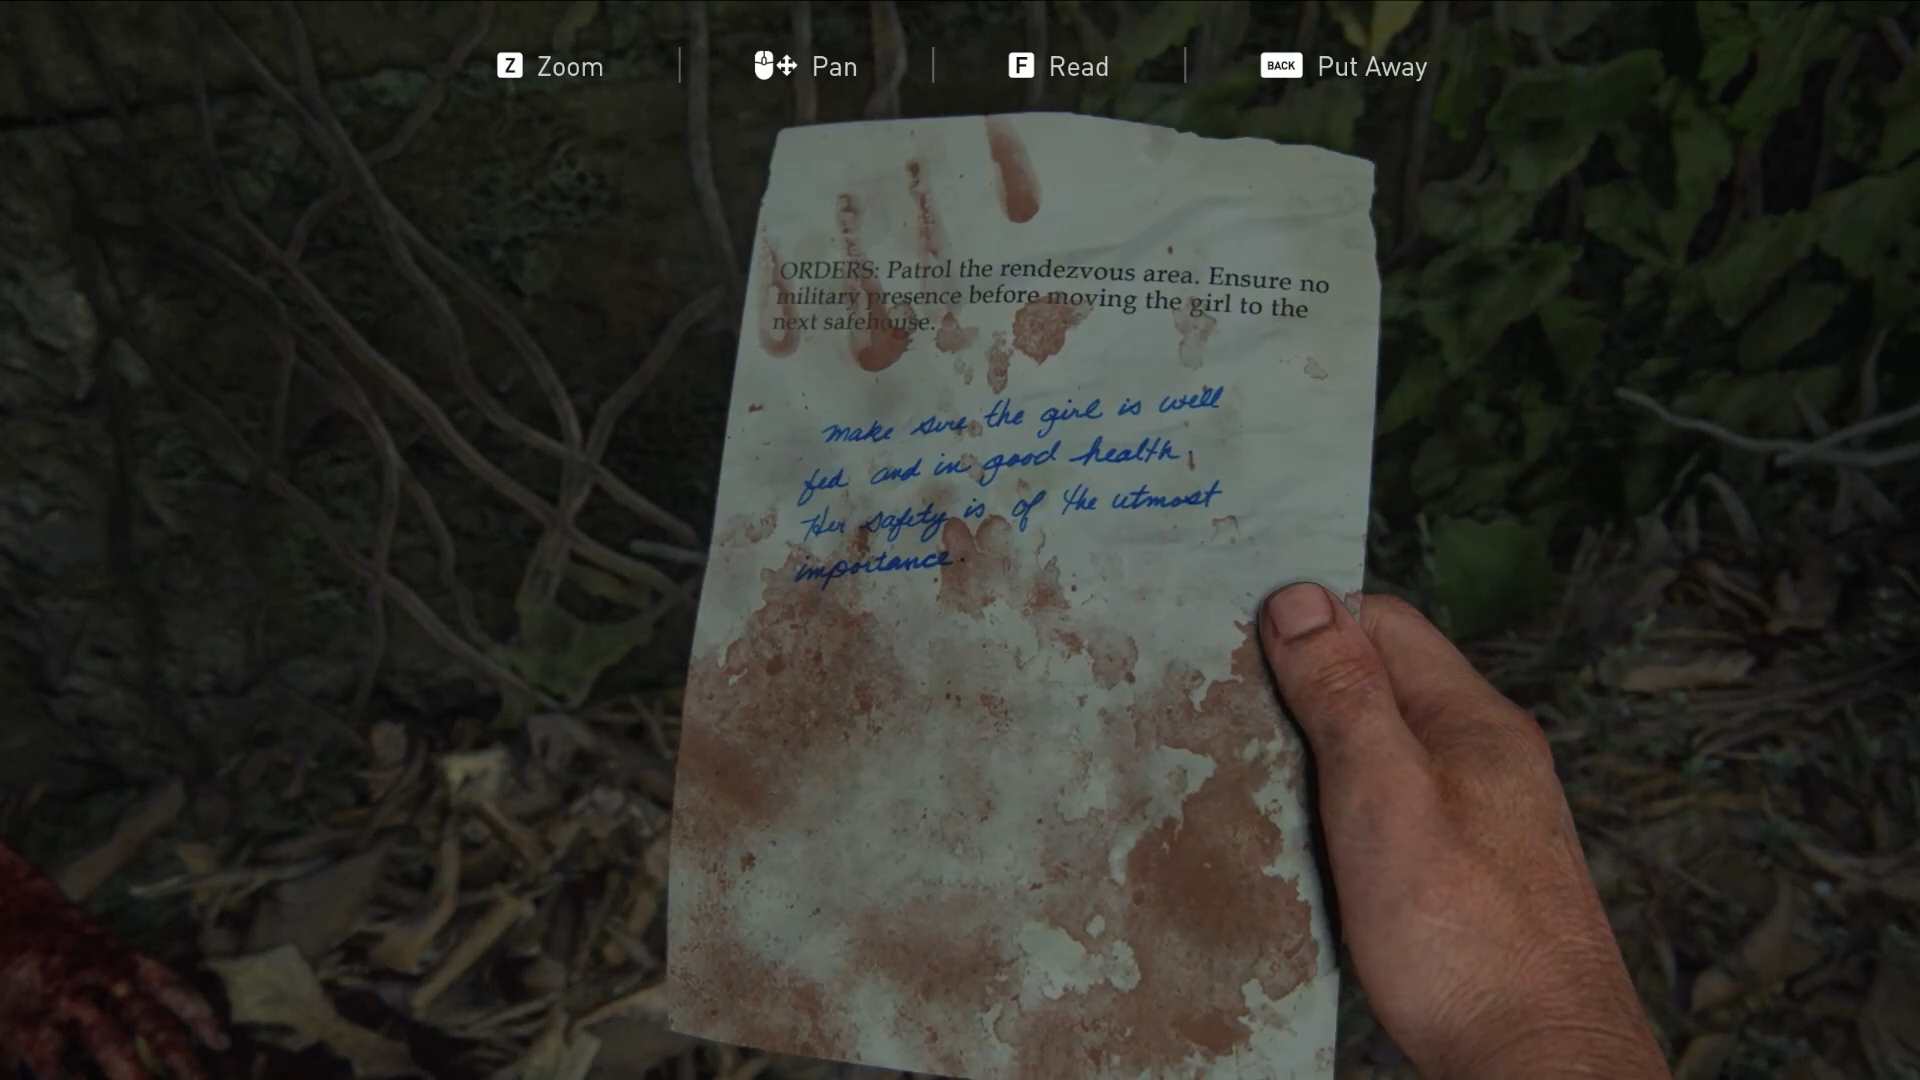 Z Zoom
Pan
F Read
BACK Put Away
ORDERS: Patrol the rendezvous area. Ensure no
military presence before moving the girl to the
next safehouse.
make sure the girl is well
fed and in good health.
Her safety is of the utmost
importance.